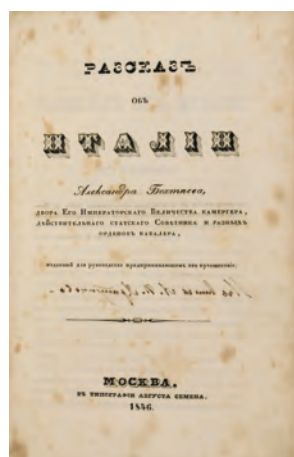 РАЗСКАЗЪ
ОБЪ
ИТАЛІИ
Александра Бехтѣева,
ДВОРА ЕГО ИМПЕРАТОРСКАГО ВЕЛИЧЕСТВА КАМЕРГЕРА,
ДѢЙСТВИТЕЛЬНАГО СТАТСКАГО СОВѢТНИКА И РАЗНЫХЪ
ОРДЕНОВЪ КАВАЛЕРА,
изданный для руководства предпринимающимъ это путешествіе.
МОСКВА.
ВЪ ТИПОГРАФІИ АВГУСТА СЕМЕНА.
1846.